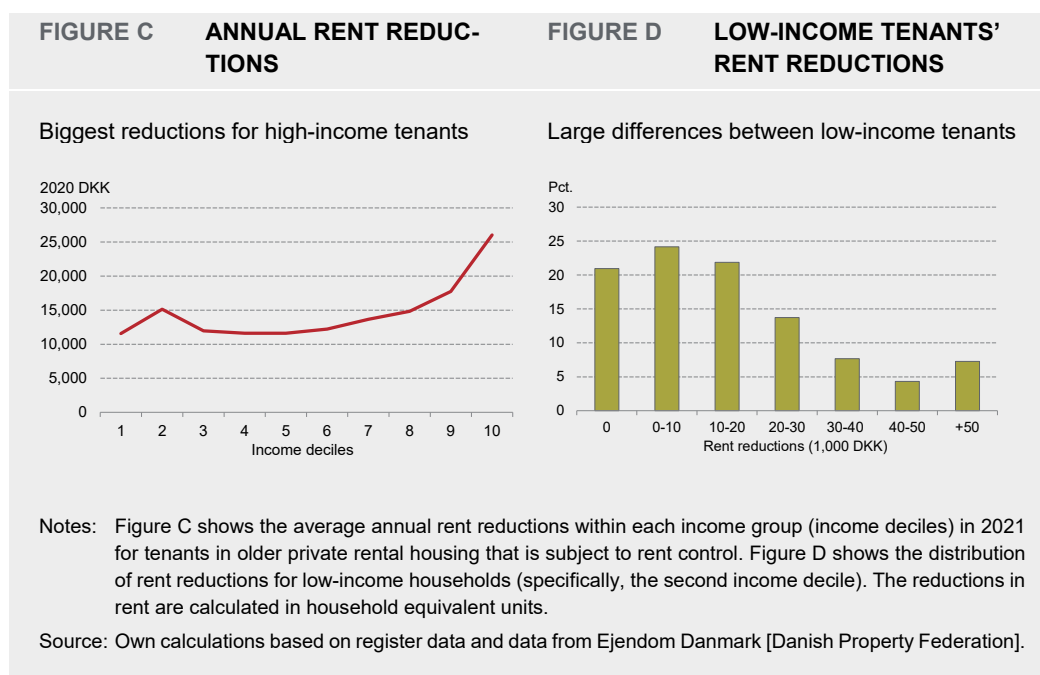 FIGURE C ANNUAL RENT REDUC-
TIONS
FIGURE D LOW-INCOME TENANTS’
RENT REDUCTIONS
Biggest reductions for high-income tenants
2020 DKK
30,000
25,000
20,000
15,000
10,000
5,000
0
1 2 3 4 5 6 7 8 9 10
Income deciles
Large differences between low-income tenants
Pct.
30
25
20
15
10
5
0
0 0-10 10-20 20-30 30-40 40-50 +50
Rent reductions (1,000 DKK)
Notes: Figure C shows the average annual rent reductions within each income group (income deciles) in 2021
for tenants in older private rental housing that is subject to rent control. Figure D shows the distribution
of rent reductions for low-income households (specifically, the second income decile). The reductions in
rent are calculated in household equivalent units.
Source: Own calculations based on register data and data from Ejendom Danmark [Danish Property Federation].